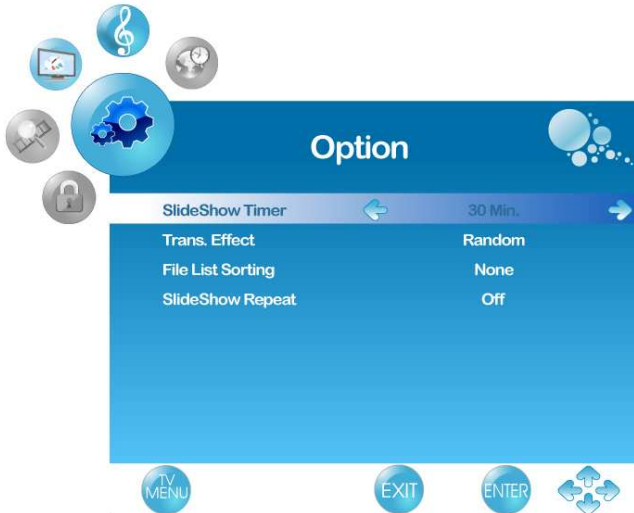 Option
SlideShow Timer 30 Min.
Trans. Effect Random
File List Sorting None
SlideShow Repeat Off
TV MENU EXIT ENTER